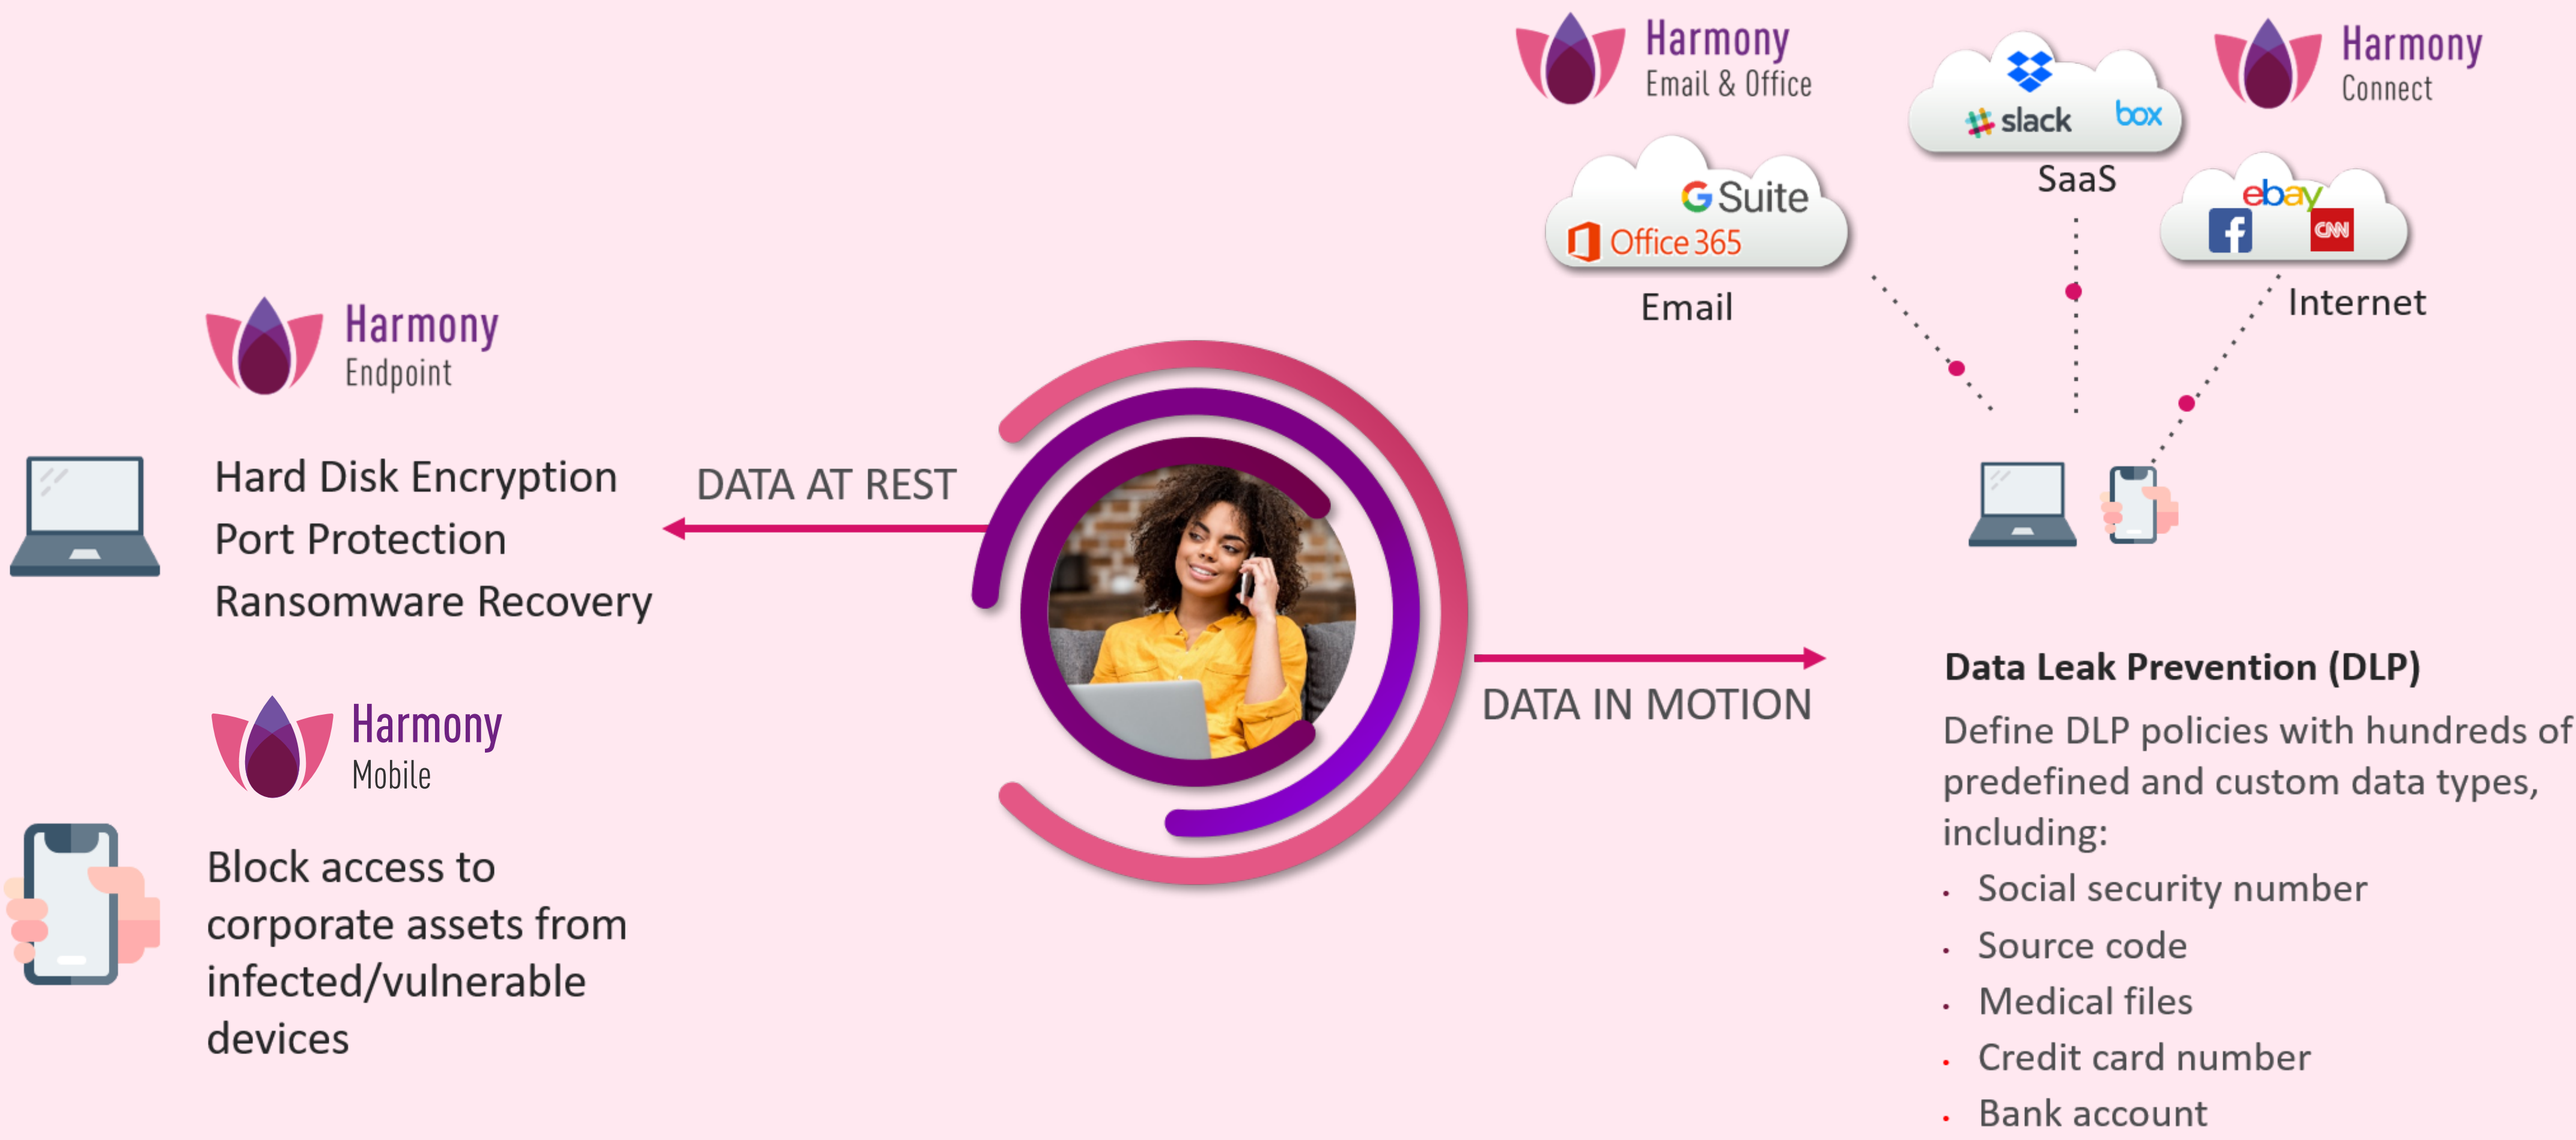 Harmony
Endpoint
Hard Disk Encryption
Port Protection
Ransomware Recovery
Harmony
Mobile
Block access to
corporate assets from
infected/vulnerable
devices
DATA AT REST
DATA IN MOTION
Harmony
Email & Office
G Suite
Office 365
Email
slack
box
SaaS
Harmony
Connect
ebay
f
CNN
Internet
Data Leak Prevention (DLP)
Define DLP policies with hundreds of
predefined and custom data types,
including:
• Social security number
• Source code
• Medical files
• Credit card number
• Bank account